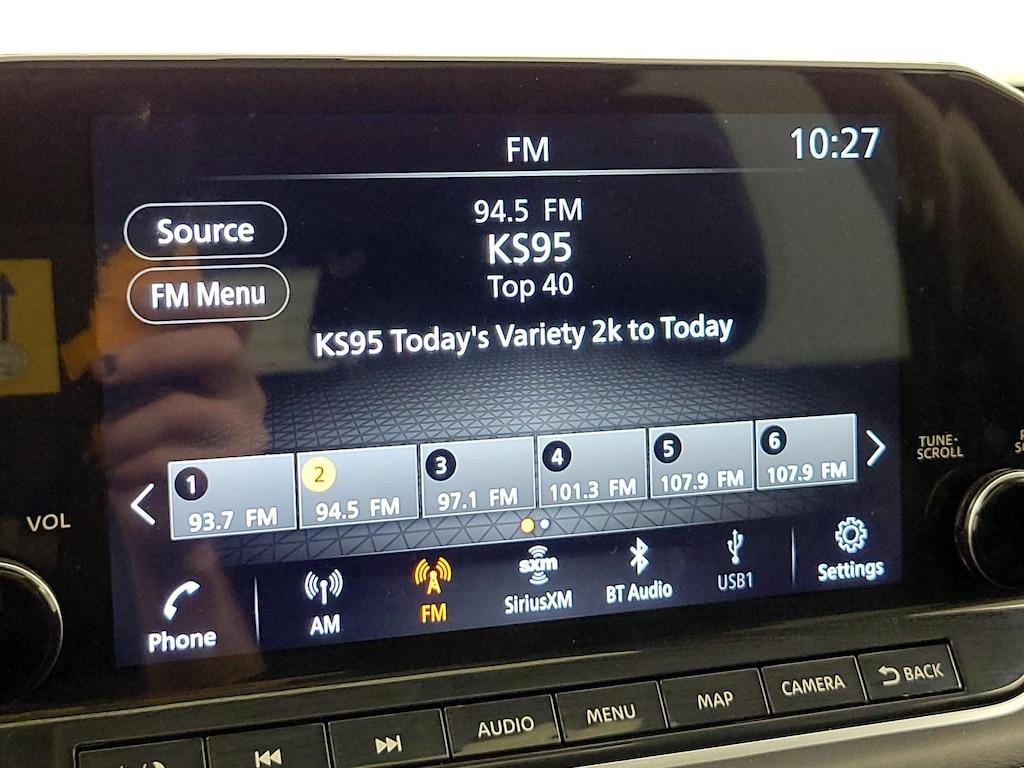 FM
10:27
Source
FM Menu
94.5 FM
KS95
Top 40
KS95 Today's Variety 2k to Today
1
93.7 FM
2
94.5 FM
3
97.1 FM
4
101.3 FM
5
107.9 FM
6
107.9 FM
VOL
TUNE-
SCROLL
Phone
AM
FM
sxm
SiriusXM
BT Audio
USB1
Settings
AUDIO
MENU
MAP
CAMERA
BACK